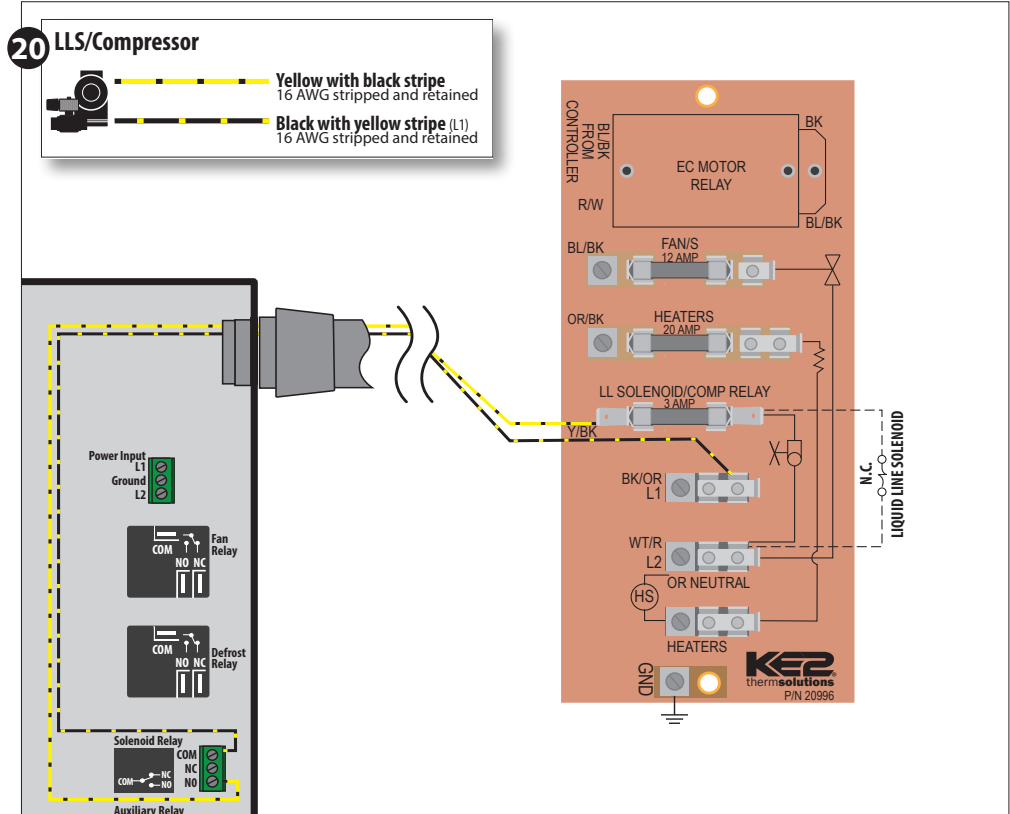 20 LLS/Compressor
Yellow with black stripe
16 AWG stripped and retained
Black with yellow stripe (L1)
16 AWG stripped and retained
BL/BK
FROM
CONTROLLER
BK
EC MOTOR
RELAY
R/W
BL/BK
BL/BK
FAN/S
12 AMP
OR/BK
HEATERS
20 AMP
LL SOLENOID/COMP RELAY
3 AMP
Y/BK
BK/OR
L1
N.C.
LIQUID LINE SOLENOID
WT/R
L2
OR NEUTRAL
HS
HEATERS
GND
KE2
thermsolutions
P/N 20996
Power Input
L1
Ground
L2
Fan
Relay
COM
NO NC
Defrost
Relay
COM
NO NC
Solenoid Relay
COM
NC
NO
COM
NC
NO
Auxiliary Relay